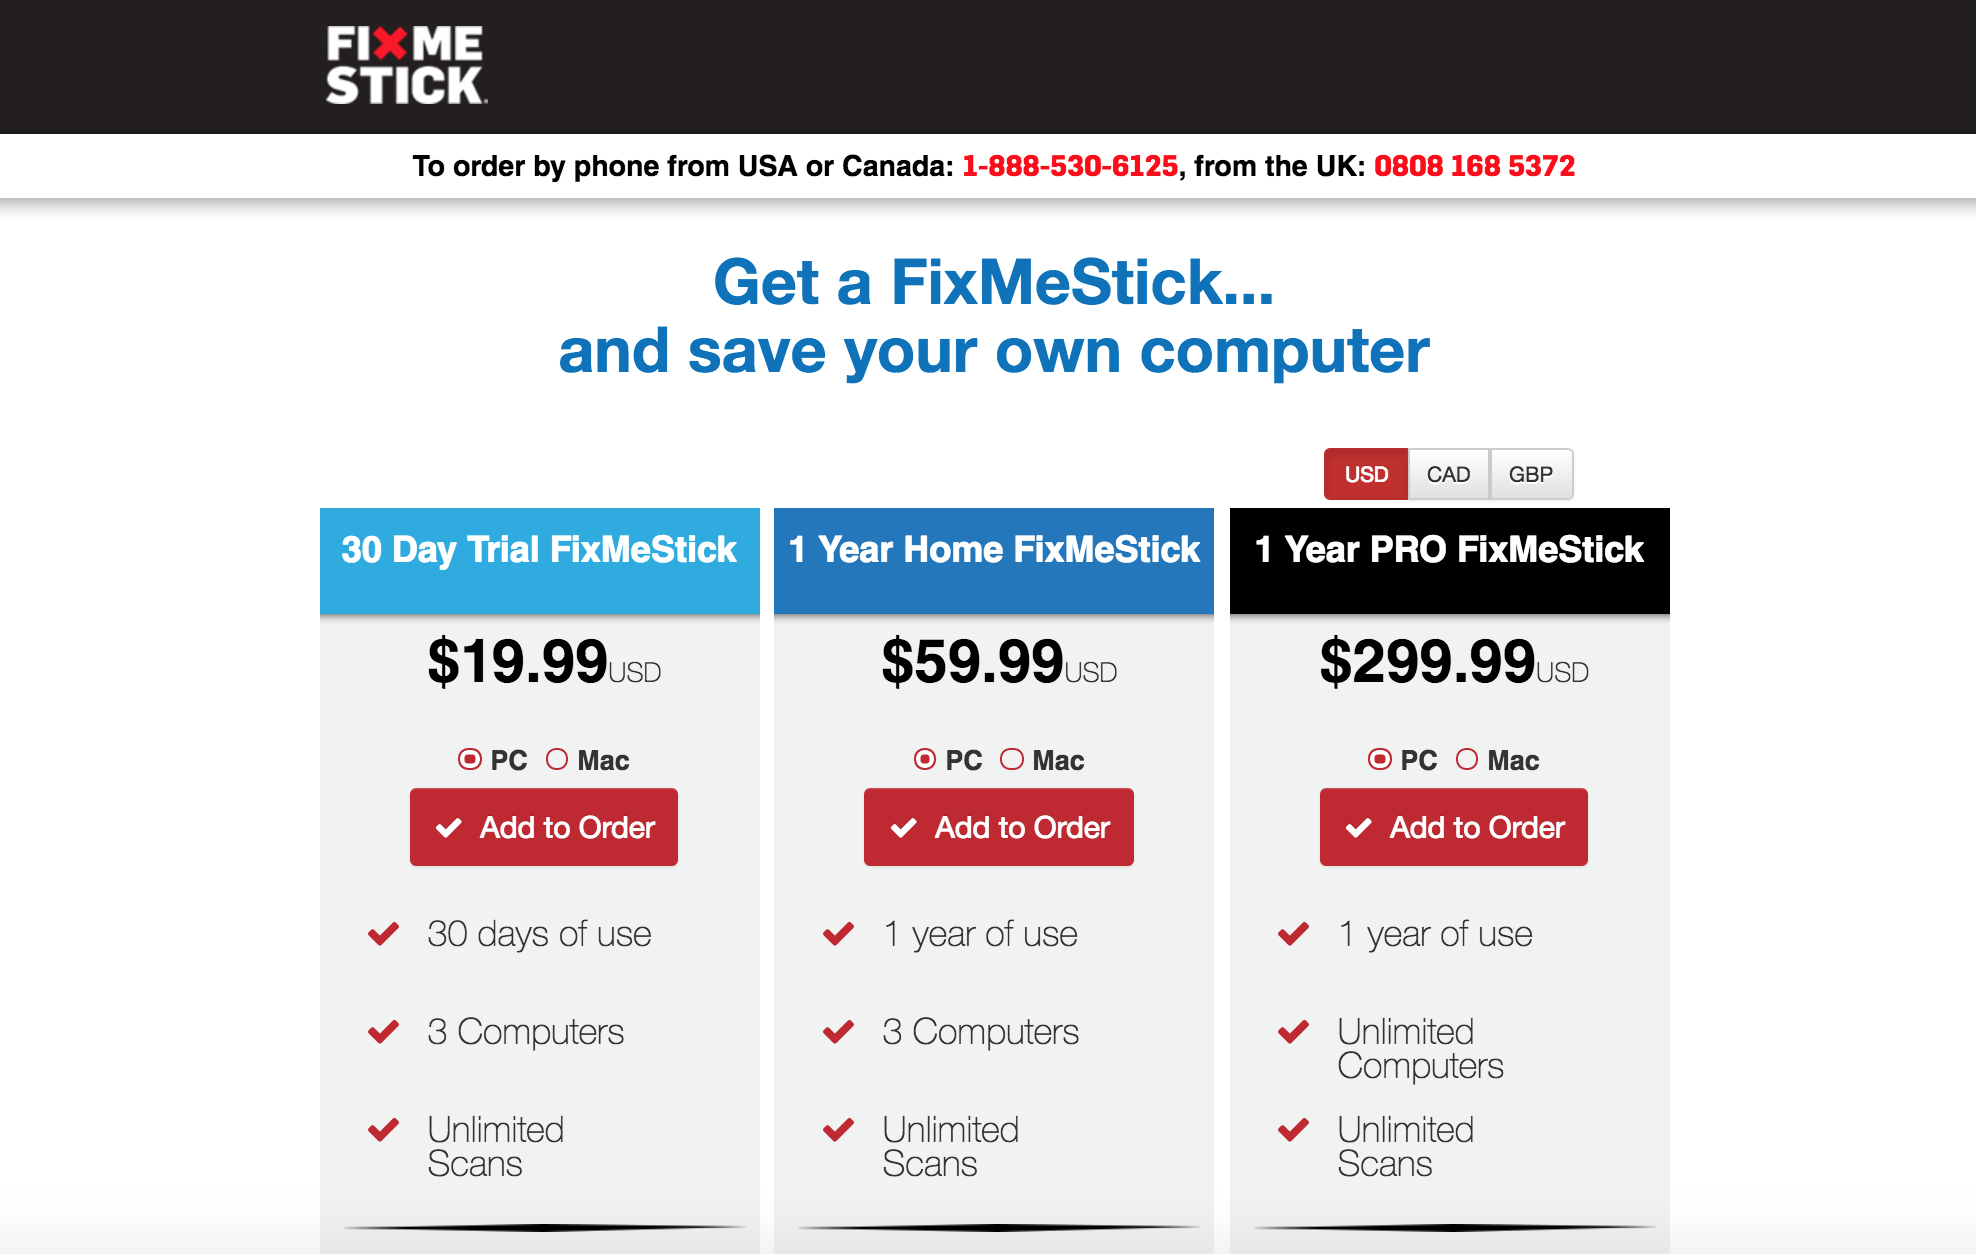 FIXME
STICK.
To order by phone from USA or Canada: 1-888-530-6125, from the UK: 0808 168 5372
Get a FixMeStick...
and save your own computer
USD CAD GBP
30 Day Trial FixMeStick
$19.99USD
PC Mac
Add to Order
30 days of use
3 Computers
Unlimited
Scans
1 Year Home FixMeStick
$59.99USD
PC Mac
Add to Order
1 year of use
3 Computers
Unlimited
Scans
1 Year PRO FixMeStick
$299.99USD
PC Mac
Add to Order
1 year of use
Unlimited
Computers
Unlimited
Scans